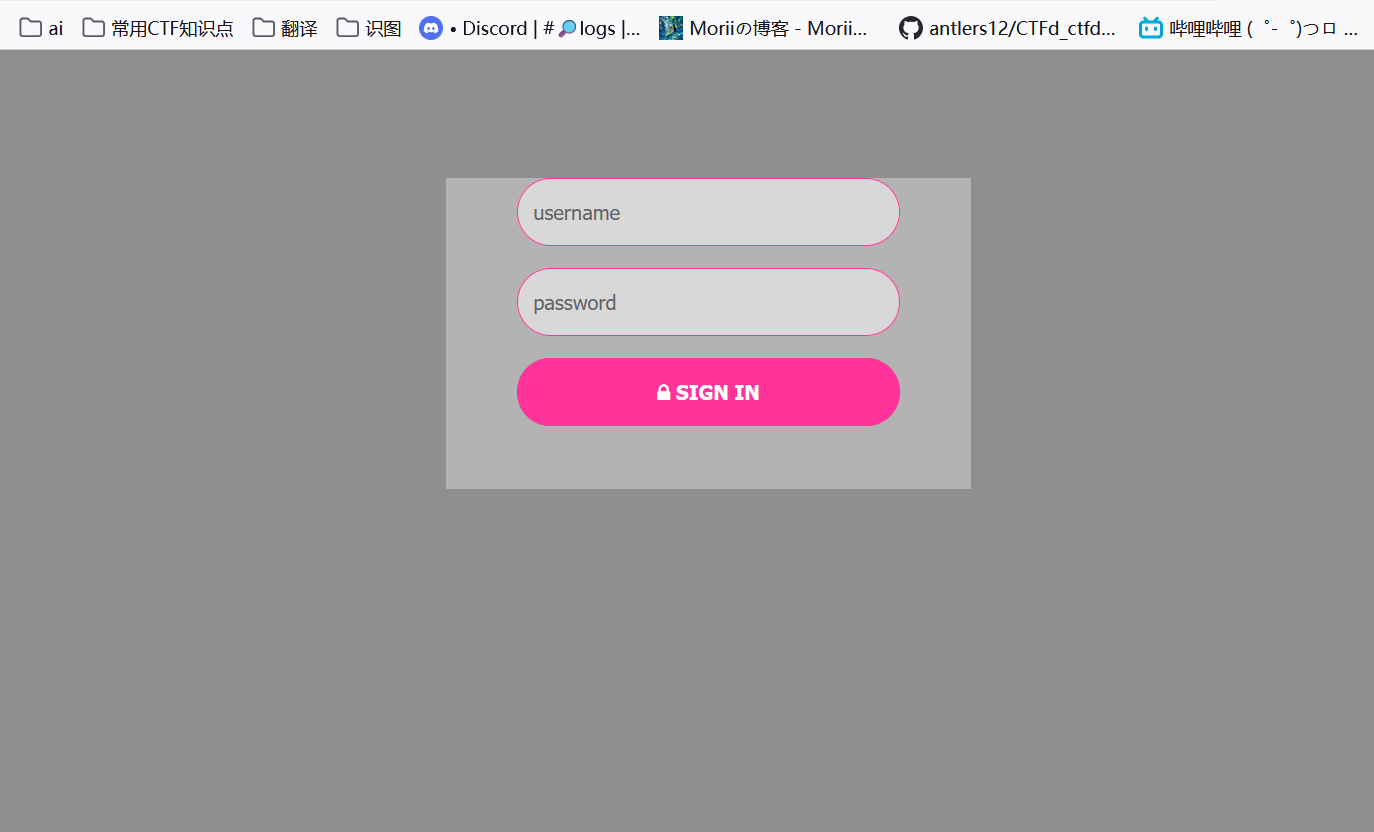 ai 常用CTF知识点 翻译 识图 • Discord | #🔎logs |... Moriiの博客 - Morii... antlers12/CTFd_ctfd... 哔哩哔哩 (゜-゜)つロ ...
username
password
SIGN IN